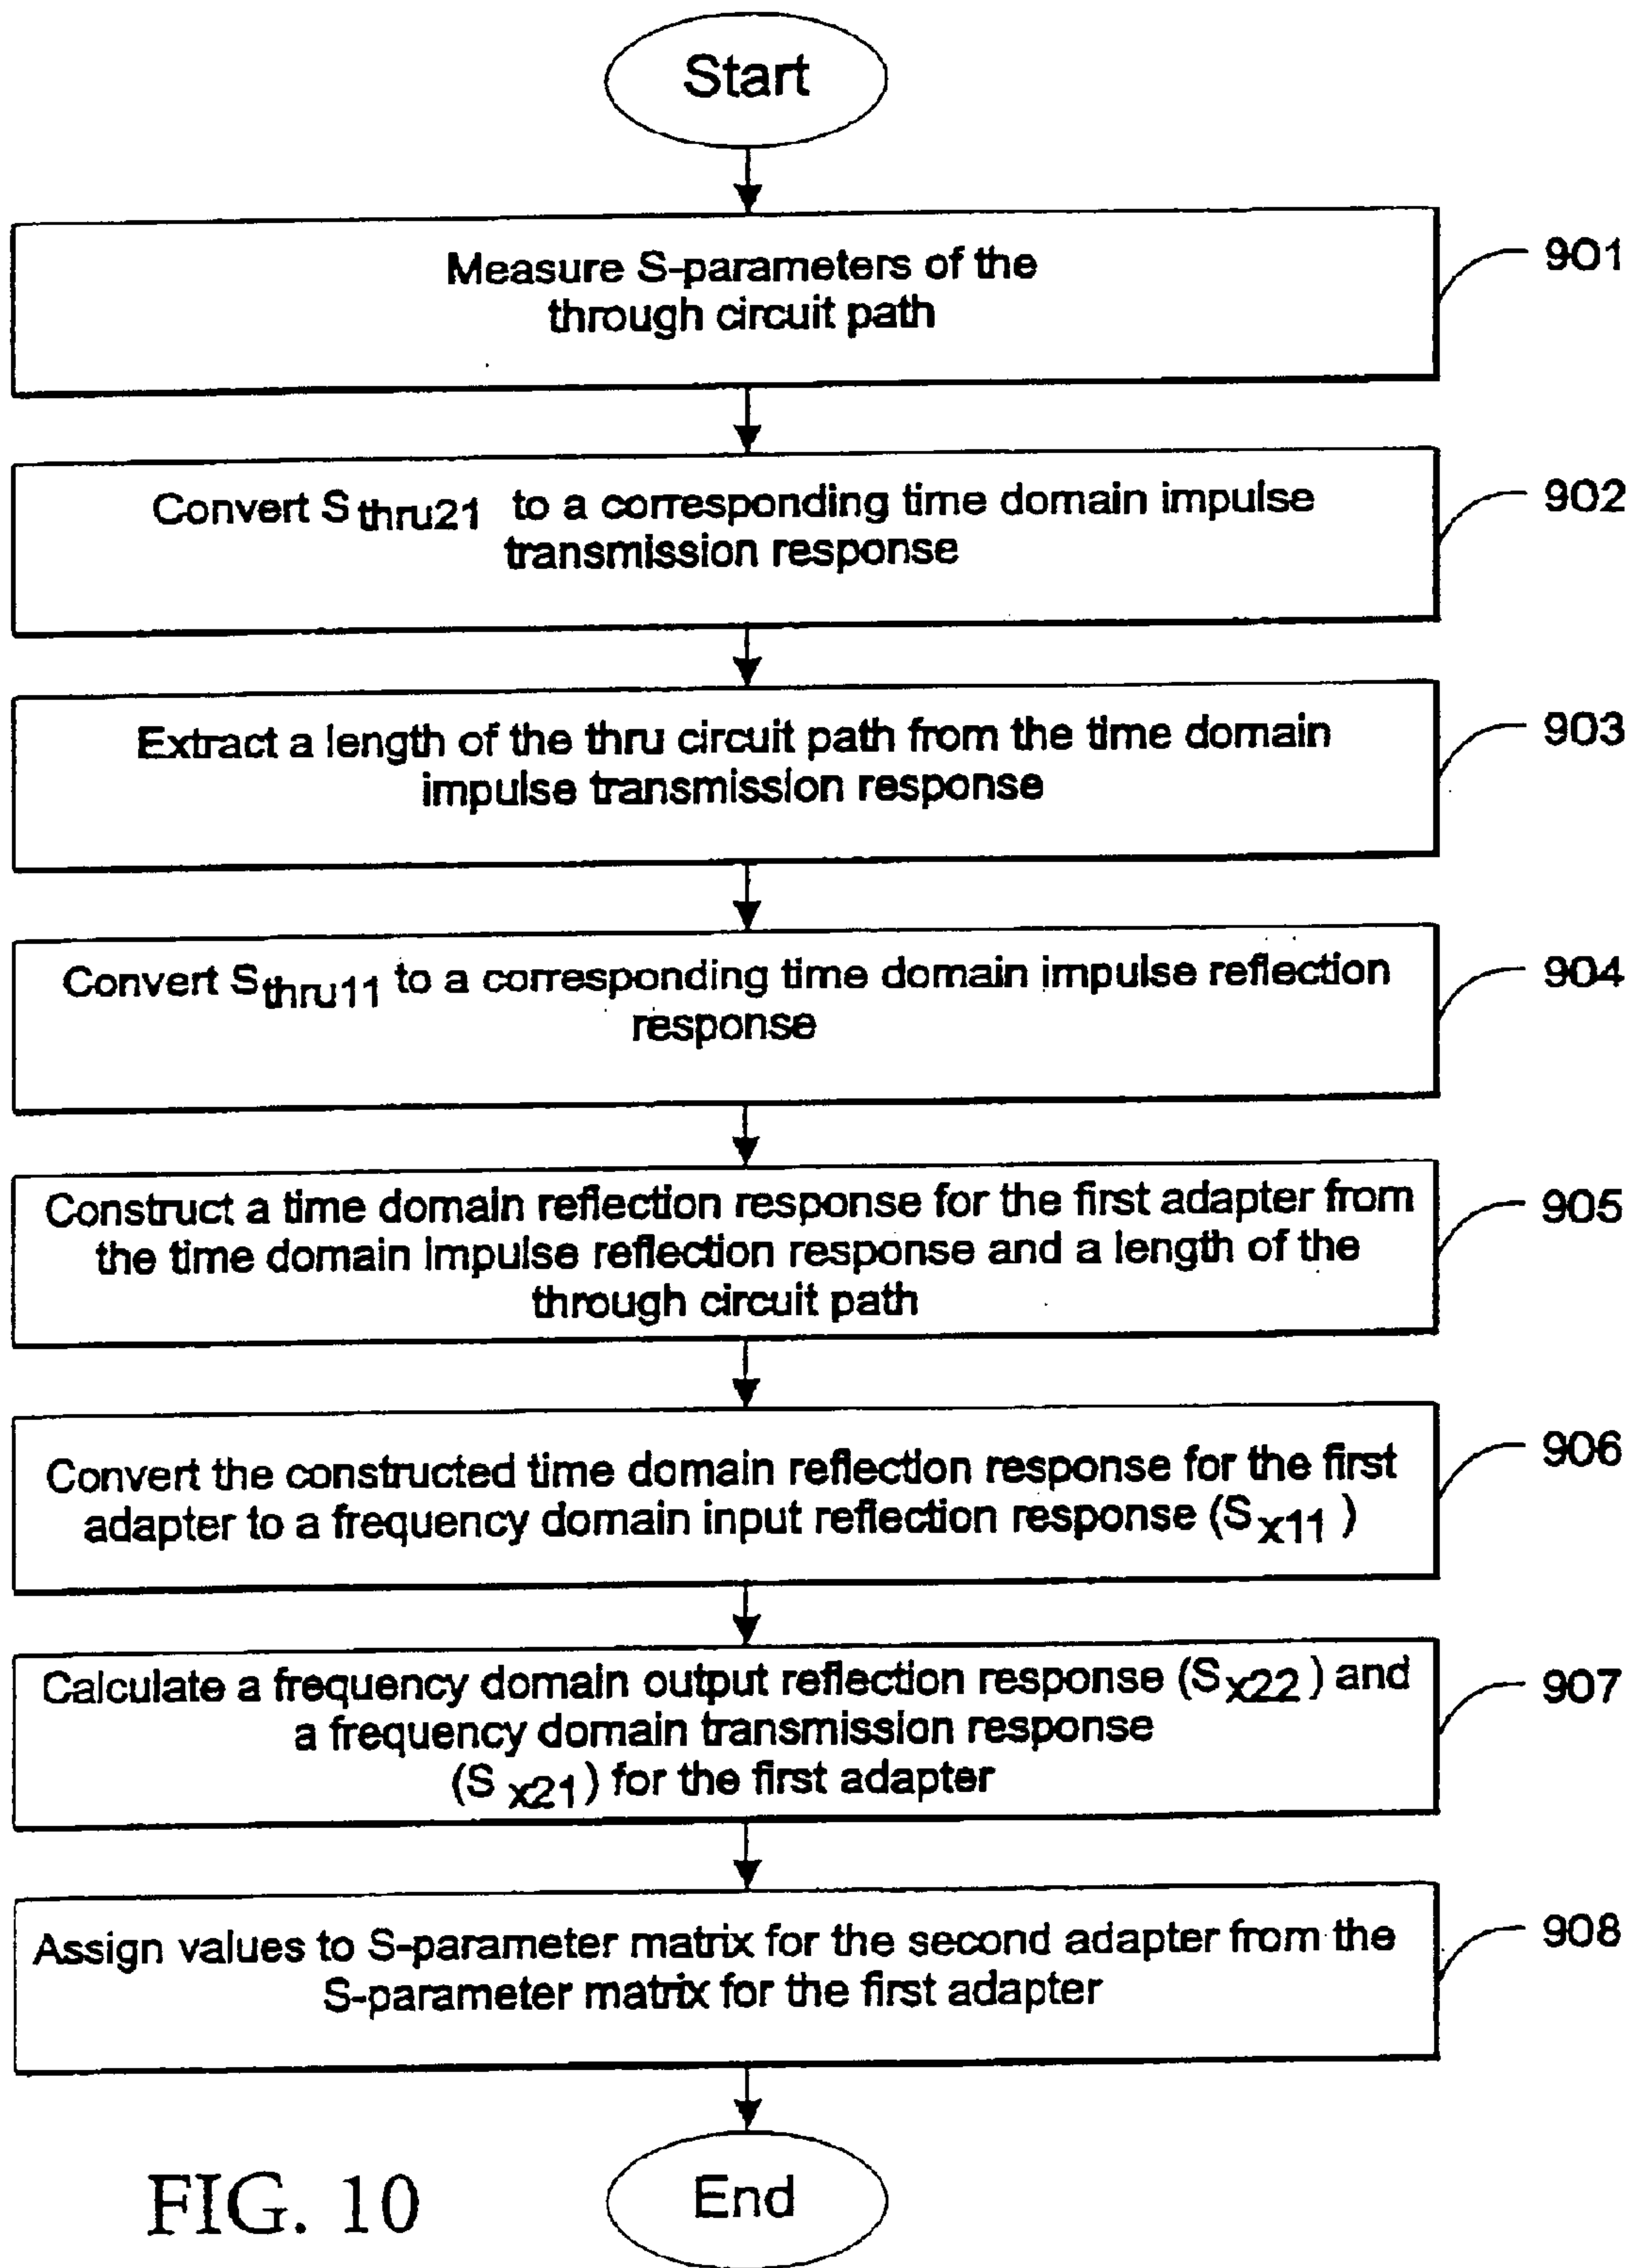 Start
Measure S-parameters of the
through circuit path
901
Convert S thru21 to a corresponding time domain impulse
transmission response
902
Extract a length of the thru circuit path from the time domain
impulse transmission response
903
Convert S thru11 to a corresponding time domain impulse reflection
response
904
Construct a time domain reflection response for the first adapter from
the time domain impulse reflection response and a length of the
through circuit path
905
Convert the constructed time domain reflection response for the first
adapter to a frequency domain input reflection response (S x11 )
906
Calculate a frequency domain output reflection response (S x22 ) and
a frequency domain transmission response
(S x21 ) for the first adapter
907
Assign values to S-parameter matrix for the second adapter from the
S-parameter matrix for the first adapter
908
End
FIG. 10